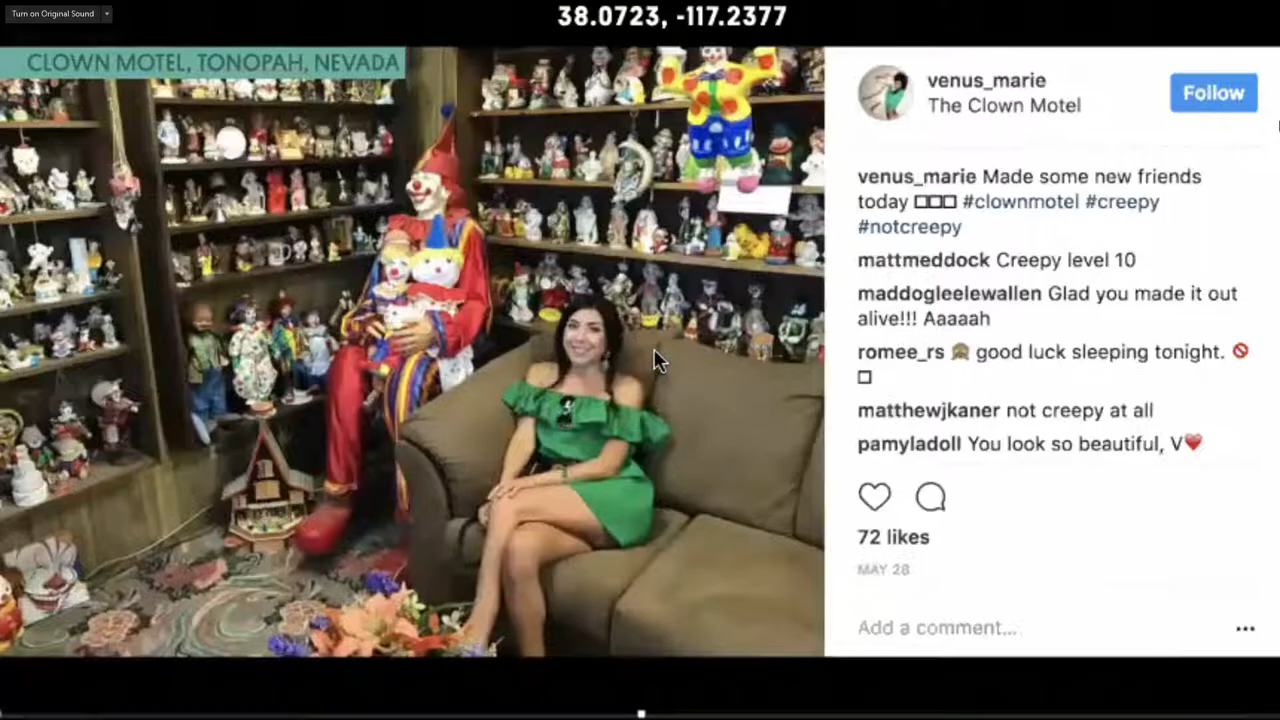 Turn on Original Sound
38.0723, -117.2377
CLOWN MOTEL, TONOPAH, NEVADA
venus_marie
The Clown Motel
Follow
venus_marie Made some new friends
today #clownmotel #creepy
#notcreepy
mattmeddock Creepy level 10
maddogleelewallen Glad you made it out
alive!!! Aaaaah
romee_rs 🙈 good luck sleeping tonight. 🚫
matthewjkaner not creepy at all
pamyladoll You look so beautiful, V❤️
72 likes
MAY 28
Add a comment...